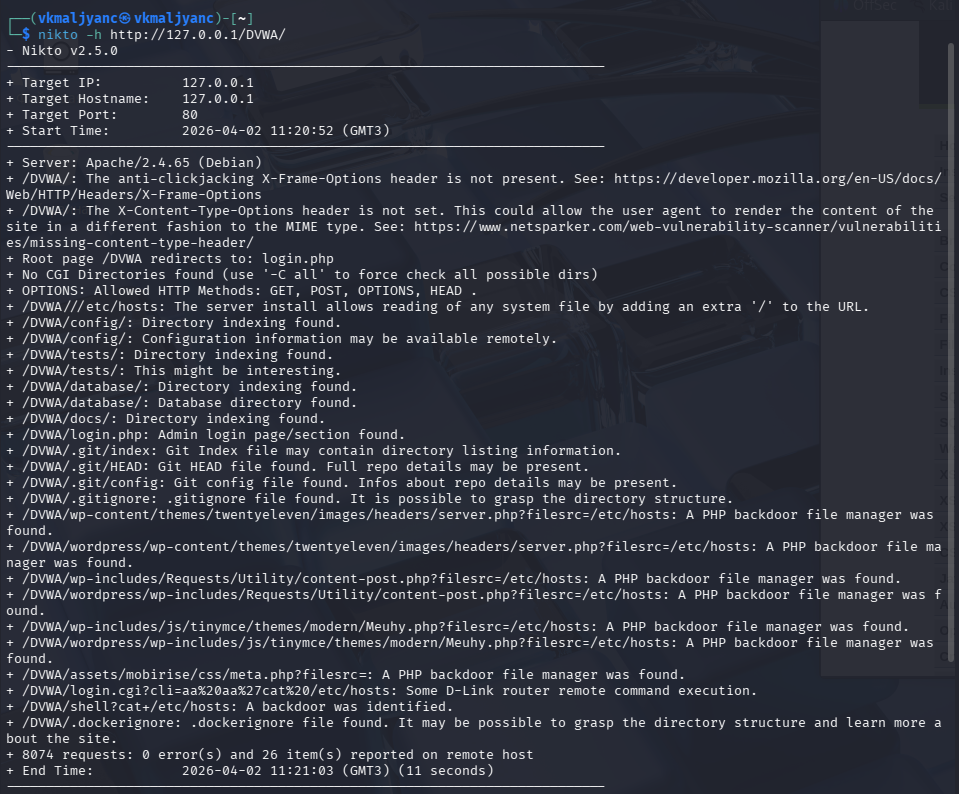 (vkmaljyanc㉿vkmaljyanc)-[~]
$ nikto -h http://127.0.0.1/DVWA/
- Nikto v2.5.0
+ Target IP:          127.0.0.1
+ Target Hostname:    127.0.0.1
+ Target Port:        80
+ Start Time:         2026-04-02 11:20:52 (GMT3)
+ Server: Apache/2.4.65 (Debian)
+ /DVWA/: The anti-clickjacking X-Frame-Options header is not present. See: https://developer.mozilla.org/en-US/docs/
Web/HTTP/Headers/X-Frame-Options
+ /DVWA/: The X-Content-Type-Options header is not set. This could allow the user agent to render the content of the
site in a different fashion to the MIME type. See: https://www.netsparker.com/web-vulnerability-scanner/vulnerabiliti
es/missing-content-type-header/
+ Root page /DVWA redirects to: login.php
+ No CGI Directories found (use '-C all' to force check all possible dirs)
+ OPTIONS: Allowed HTTP Methods: GET, POST, OPTIONS, HEAD .
+ /DVWA///etc/hosts: The server install allows reading of any system file by adding an extra '/' to the URL.
+ /DVWA/config/: Directory indexing found.
+ /DVWA/config/: Configuration information may be available remotely.
+ /DVWA/tests/: Directory indexing found.
+ /DVWA/tests/: This might be interesting.
+ /DVWA/database/: Directory indexing found.
+ /DVWA/database/: Database directory found.
+ /DVWA/docs/: Directory indexing found.
+ /DVWA/login.php: Admin login page/section found.
+ /DVWA/.git/index: Git Index file may contain directory listing information.
+ /DVWA/.git/HEAD: Git HEAD file found. Full repo details may be present.
+ /DVWA/.git/config: Git config file found. Infos about repo details may be present.
+ /DVWA/.gitignore: .gitignore file found. It is possible to grasp the directory structure.
+ /DVWA/wp-content/themes/twentyeleven/images/headers/server.php?filesrc=/etc/hosts: A PHP backdoor file manager was
found.
+ /DVWA/wordpress/wp-content/themes/twentyeleven/images/headers/server.php?filesrc=/etc/hosts: A PHP backdoor file ma
nager was found.
+ /DVWA/wp-includes/Requests/Utility/content-post.php?filesrc=/etc/hosts: A PHP backdoor file manager was found.
+ /DVWA/wordpress/wp-includes/Requests/Utility/content-post.php?filesrc=/etc/hosts: A PHP backdoor file manager was f
ound.
+ /DVWA/wp-includes/js/tinymce/themes/modern/Meuhy.php?filesrc=/etc/hosts: A PHP backdoor file manager was found.
+ /DVWA/wordpress/wp-includes/js/tinymce/themes/modern/Meuhy.php?filesrc=/etc/hosts: A PHP backdoor file manager was
found.
+ /DVWA/assets/mobirise/css/meta.php?filesrc=: A PHP backdoor file manager was found.
+ /DVWA/login.cgi?cli=aa%20aa%27cat%20/etc/hosts: Some D-Link router remote command execution.
+ /DVWA/shell?cat+/etc/hosts: A backdoor was identified.
+ /DVWA/.dockerignore: .dockerignore file found. It may be possible to grasp the directory structure and learn more a
bout the site.
+ 8074 requests: 0 error(s) and 26 item(s) reported on remote host
+ End Time:           2026-04-02 11:21:03 (GMT3) (11 seconds)
OffSec